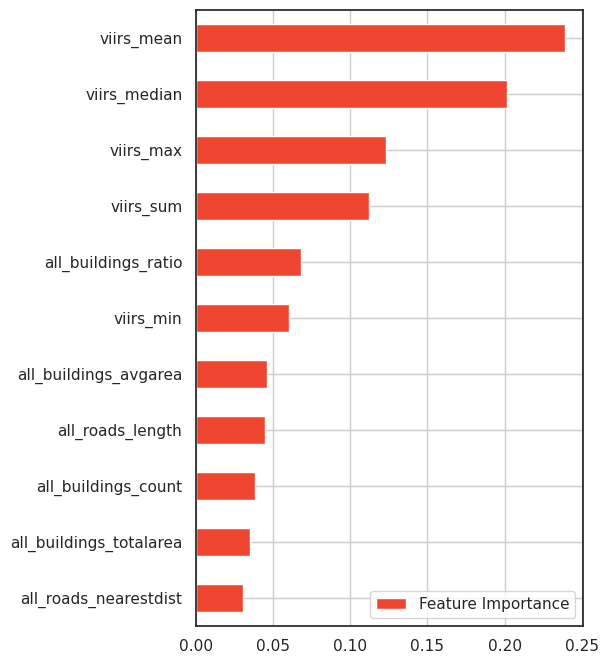 viirs_mean
viirs_median
viirs_max
viirs_sum
all_buildings_ratio
viirs_min
all_buildings_avgarea
all_roads_length
all_buildings_count
all_buildings_totalarea
all_roads_nearestdist
Feature Importance
0.00 0.05 0.10 0.15 0.20 0.25